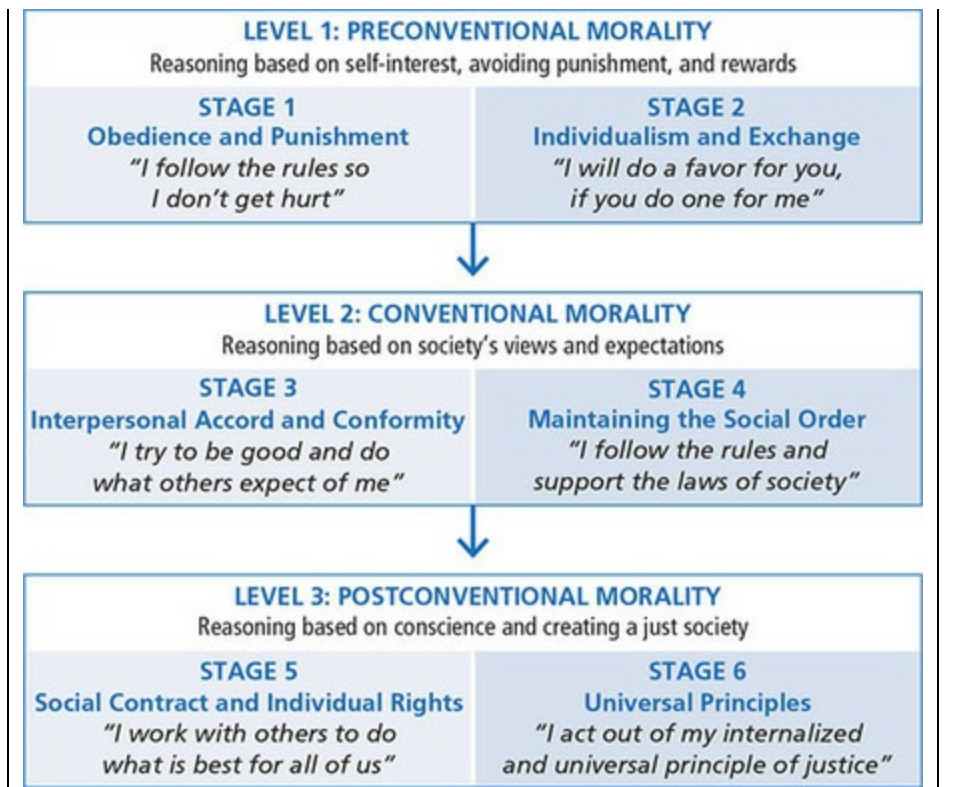 LEVEL 1: PRECONVENTIONAL MORALITY
Reasoning based on self-interest, avoiding punishment, and rewards
STAGE 1
Obedience and Punishment
“I follow the rules so
I don’t get hurt”
STAGE 2
Individualism and Exchange
“I will do a favor for you,
if you do one for me”
LEVEL 2: CONVENTIONAL MORALITY
Reasoning based on society’s views and expectations
STAGE 3
Interpersonal Accord and Conformity
“I try to be good and do
what others expect of me”
STAGE 4
Maintaining the Social Order
“I follow the rules and
support the laws of society”
LEVEL 3: POSTCONVENTIONAL MORALITY
Reasoning based on conscience and creating a just society
STAGE 5
Social Contract and Individual Rights
“I work with others to do
what is best for all of us”
STAGE 6
Universal Principles
“I act out of my internalized
and universal principle of justice”